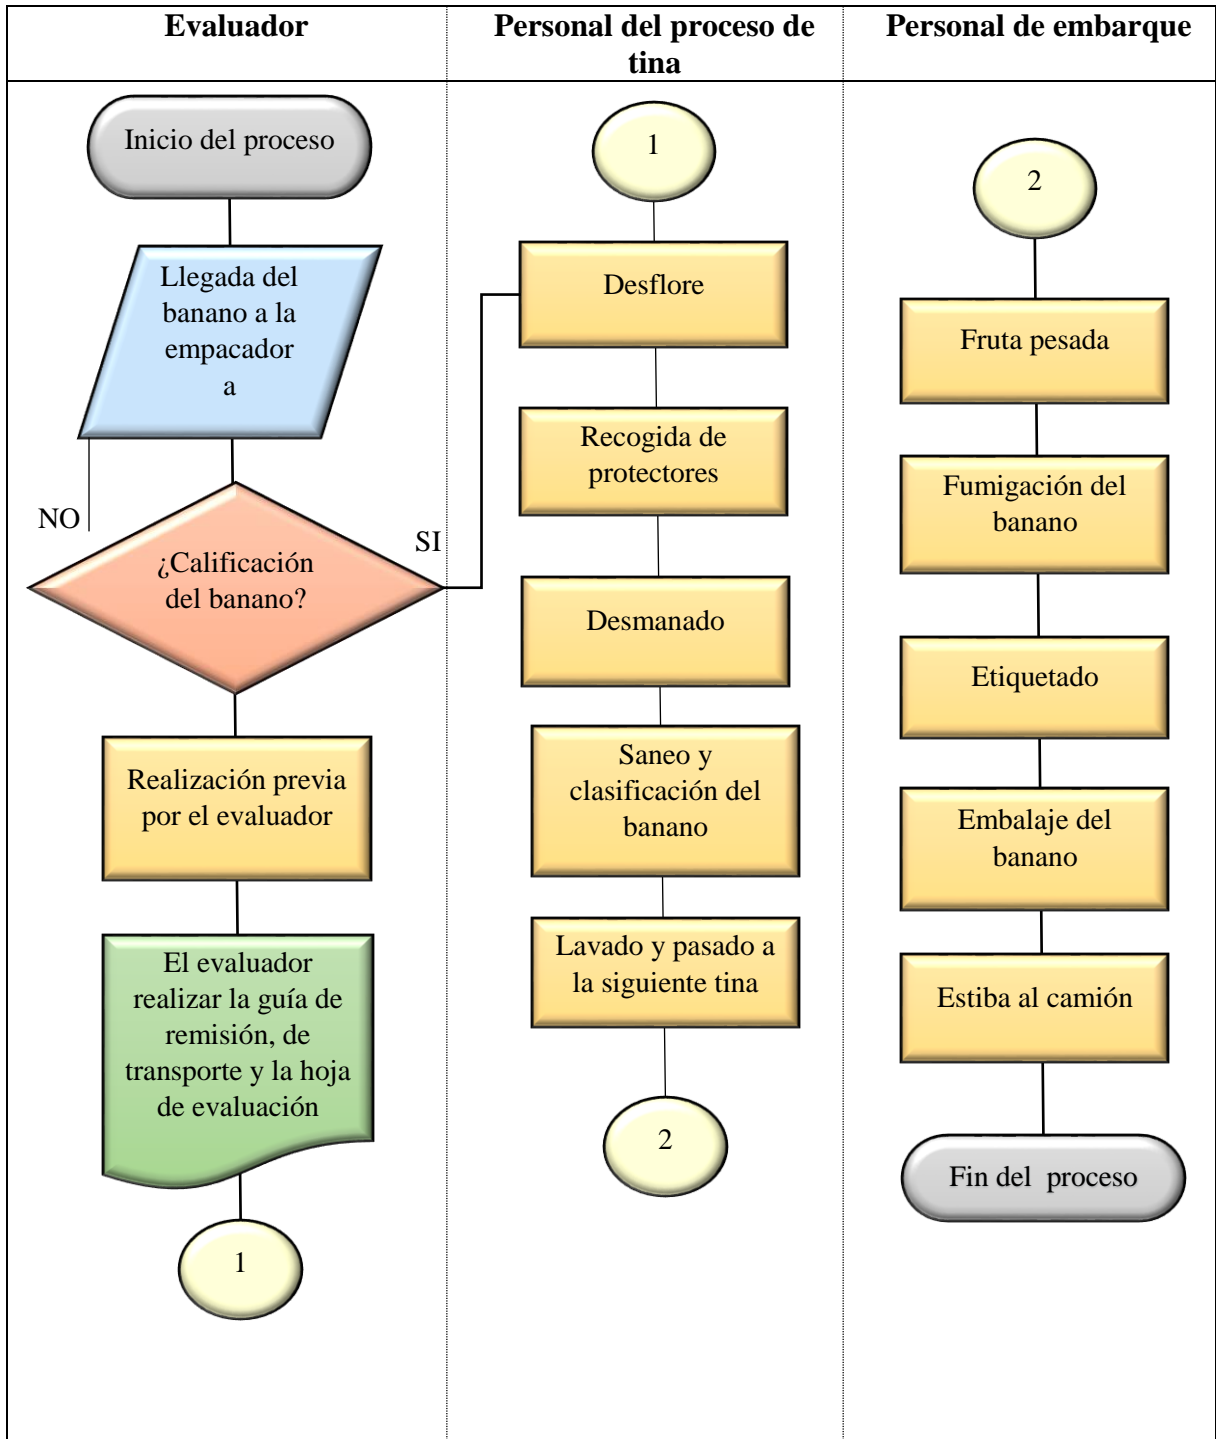 Evaluador
Inicio del proceso
Llegada del
banano a la
empacador
a
NO
SI
¿Calificación
del banano?
Realización previa
por el evaluador
El evaluador
realizar la guía de
remisión, de
transporte y la hoja
de evaluación
1
Personal del proceso de
tina
1
Desflore
Recogida de
protectores
Desmanado
Saneo y
clasificación del
banano
Lavado y pasado a
la siguiente tina
2
Personal de embarque
2
Fruta pesada
Fumigación del
banano
Etiquetado
Embalaje del
banano
Estiba al camión
Fin del  proceso